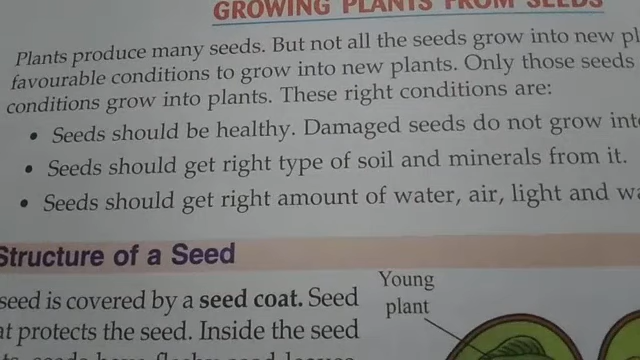 GROWING PLANTS FROM SEEDS
Plants produce many seeds. But not all the seeds grow into new
favourable conditions to grow into new plants. Only those seeds
conditions grow into plants. These right conditions are:
• Seeds should be healthy. Damaged seeds do not grow
• Seeds should get right type of soil and minerals from it.
• Seeds should get right amount of water, air, light and
Structure of a Seed
seed is covered by a seed coat. Seed
protects the seed. Inside the seed
Young
plant